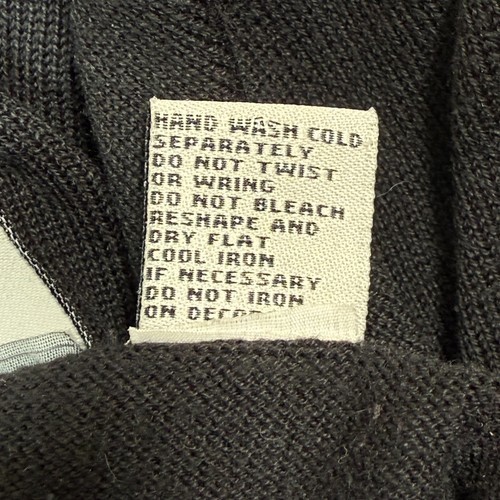 HAND WASH COLD
SEPARATELY
DO NOT TWIST
OR WRING
DO NOT BLEACH
RESHAPE AND
DRY FLAT
COOL IRON
IF NECESSARY
DO NOT IRON
ON